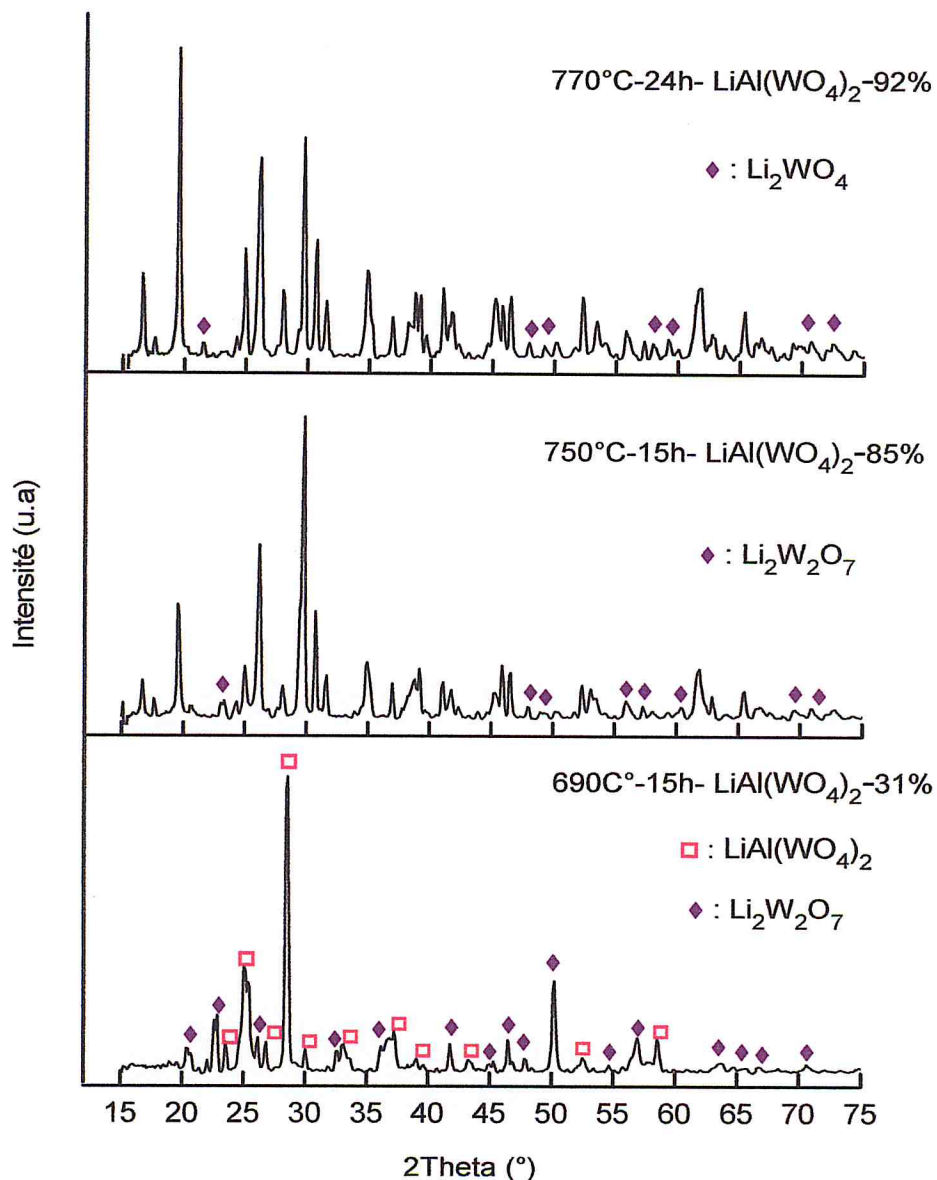 770°C-24h- LiAl(WO₄)₂-92%
♦ : Li₂WO₄
750°C-15h- LiAl(WO₄)₂-85%
♦ : Li₂W₂O₇
690C°-15h- LiAl(WO₄)₂-31%
□ : LiAl(WO₄)₂
♦ : Li₂W₂O₇
Intensité (u.a)
15 20 25 30 35 40 45 50 55 60 65 70 75
2Theta (°)